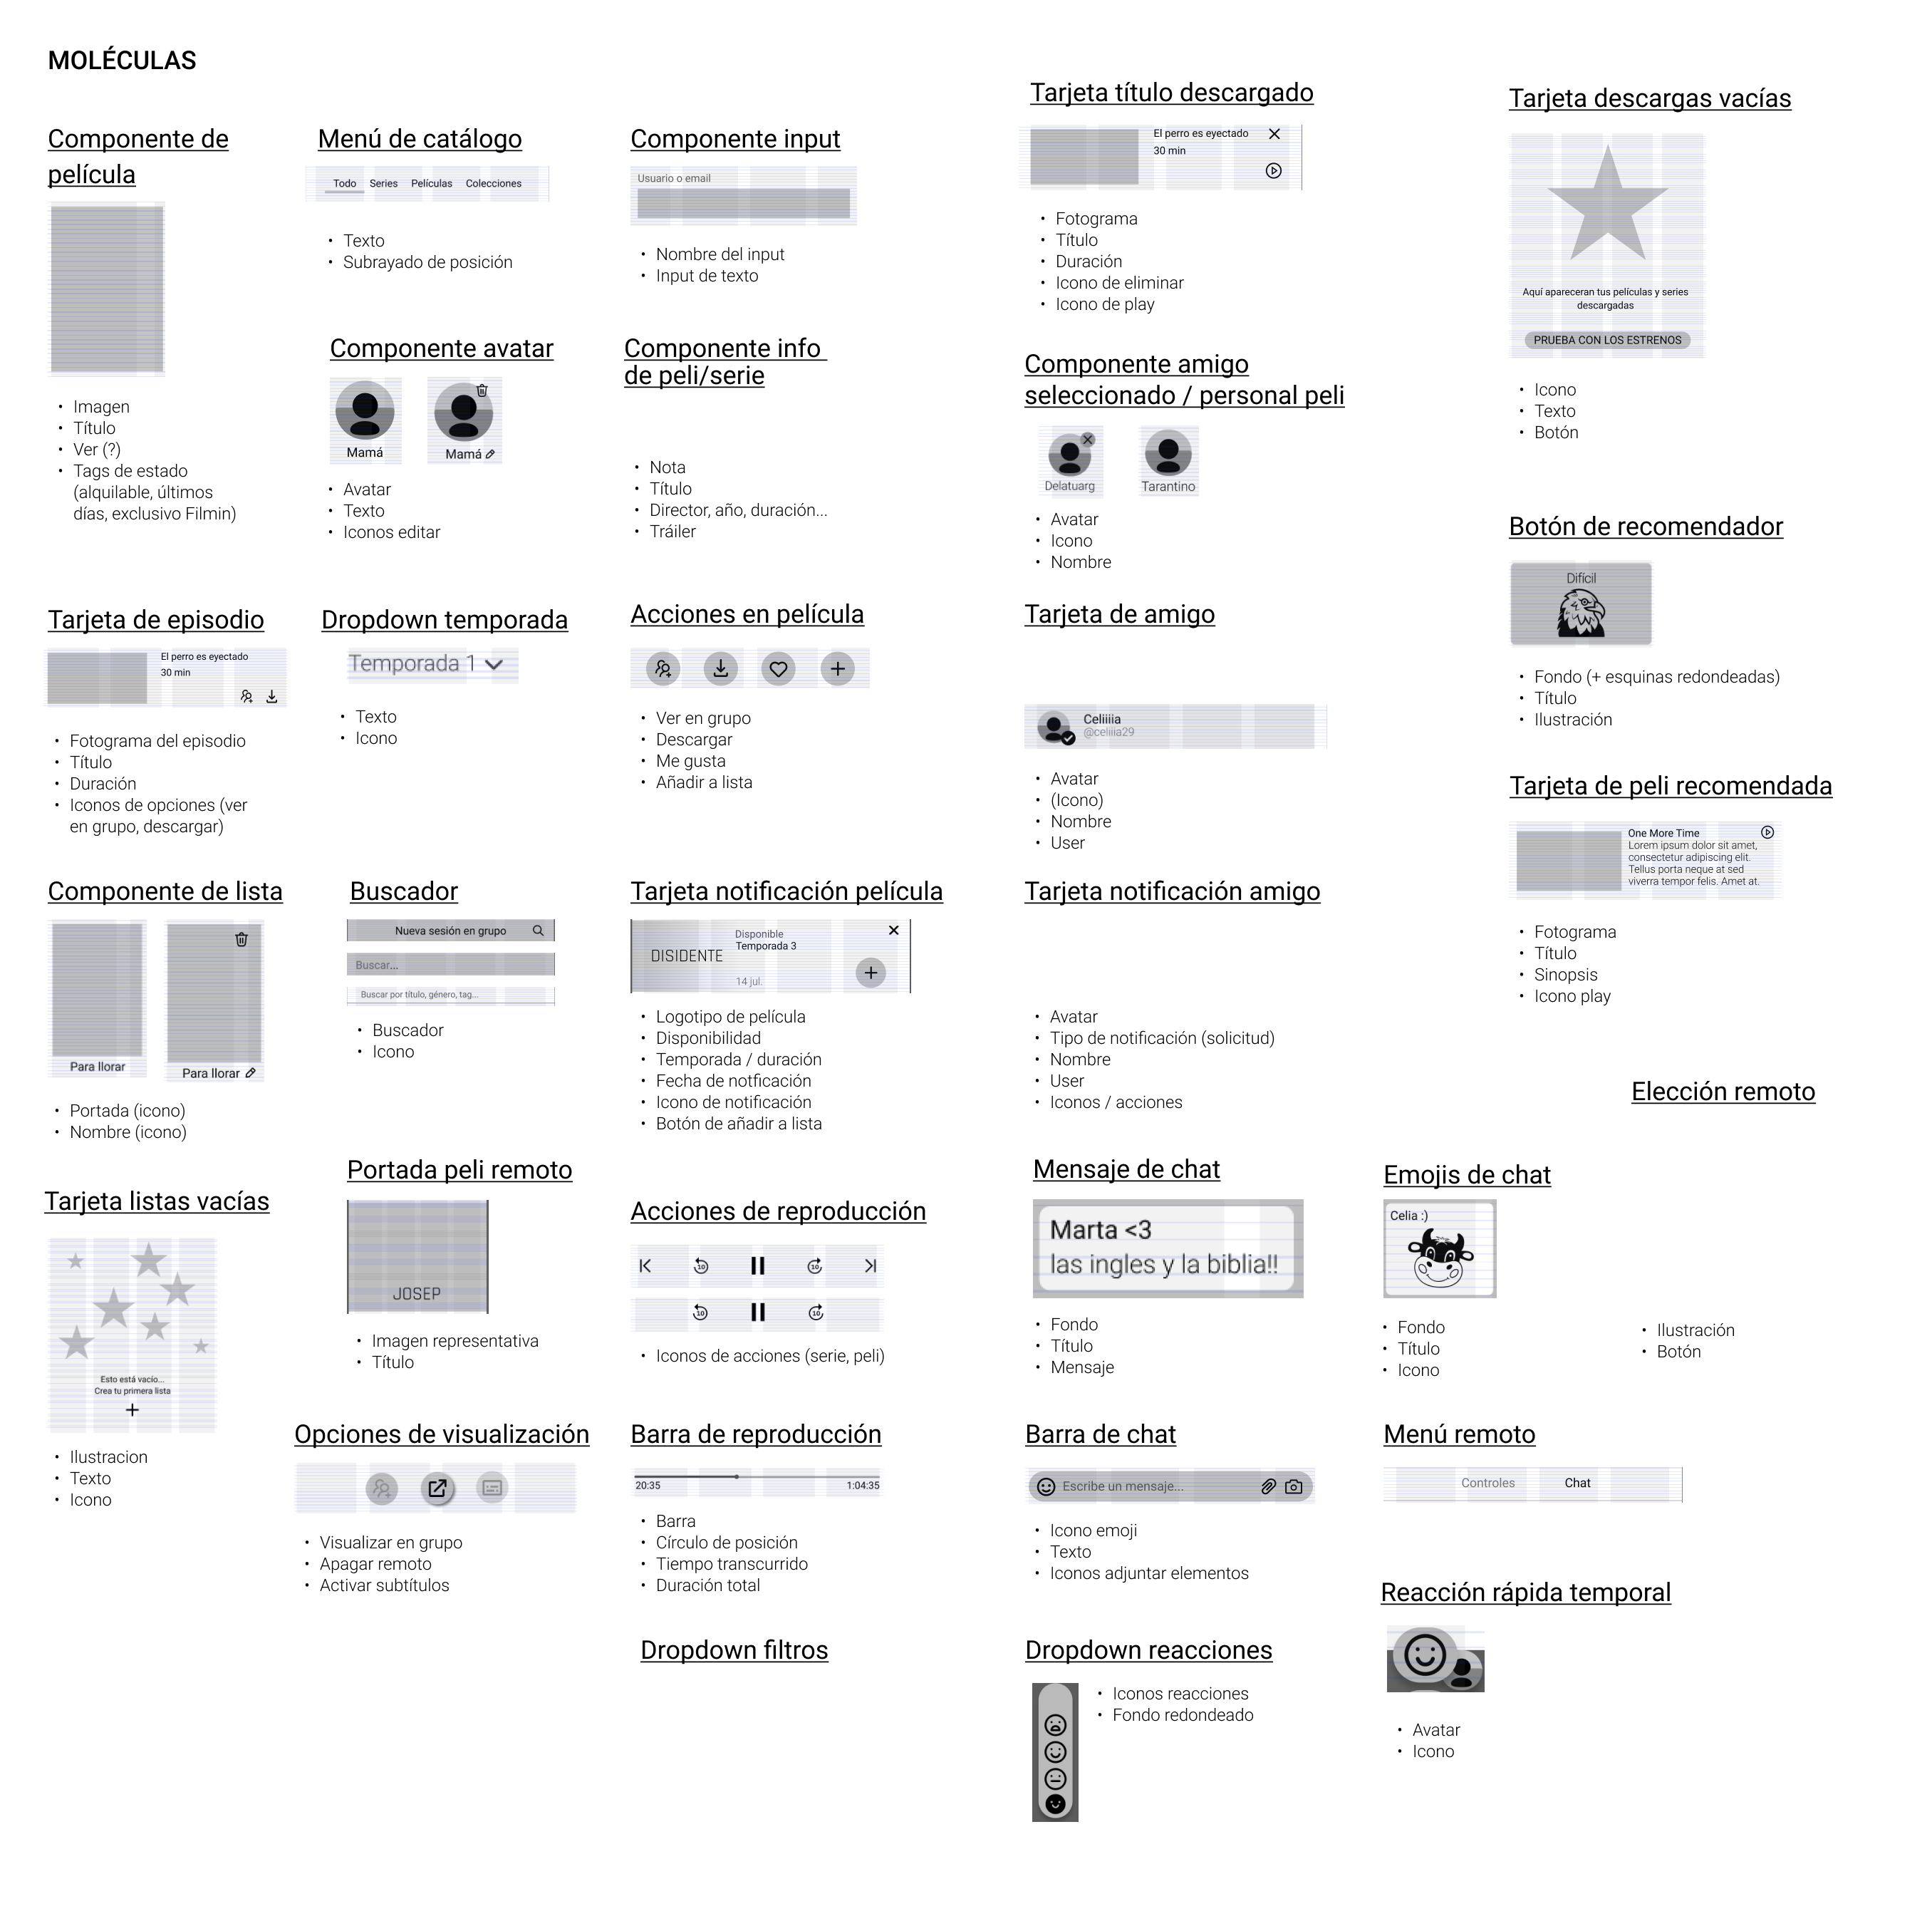 MOLÉCULAS
Componente de
película
Imagen
Título
Ver (?)
Tags de estado
(alquilable, últimos
días, exclusivo Filmin)
Menú de catálogo
Todo Series Películas Colecciones
Texto
Subrayado de posición
Componente input
Usuario o email
Nombre del input
Input de texto
Tarjeta título descargado
El perro es eyectado
30 min
Fotograma
Título
Duración
Icono de eliminar
Icono de play
Tarjeta descargas vacías
Aquí apareceran tus películas y series
descargadas
PRUEBA CON LOS ESTRENOS
Icono
Texto
Botón
Componente avatar
Mamá
Mamá
Avatar
Texto
Iconos editar
Componente info
de peli/serie
Nota
Título
Director, año, duración...
Tráiler
Componente amigo
seleccionado / personal peli
Delatuarg
Tarantino
Avatar
Icono
Nombre
Botón de recomendador
Difícil
Fondo (+ esquinas redondeadas)
Título
Ilustración
Tarjeta de episodio
El perro es eyectado
30 min
Fotograma del episodio
Título
Duración
Iconos de opciones (ver
en grupo, descargar)
Dropdown temporada
Temporada 1
Texto
Icono
Acciones en película
Ver en grupo
Descargar
Me gusta
Añadir a lista
Tarjeta de amigo
Celiiiia
@celiiia29
Avatar
(Icono)
Nombre
User
Tarjeta de peli recomendada
One More Time
Lorem ipsum dolor sit amet,
consectetur adipiscing elit.
Tellus porta neque at sed
viverra tempor felis. Amet at.
Fotograma
Título
Sinopsis
Icono play
Componente de lista
Para llorar
Para llorar
Portada (icono)
Nombre (icono)
Buscador
Nueva sesión en grupo
Buscar...
Buscar por título, género, tag...
Buscador
Icono
Tarjeta notificación película
DISIDENTE
Disponible
Temporada 3
14 jul.
Logotipo de película
Disponibilidad
Temporada / duración
Fecha de notficación
Icono de notificación
Botón de añadir a lista
Tarjeta notificación amigo
Avatar
Tipo de notificación (solicitud)
Nombre
User
Iconos / acciones
Elección remoto
Ilustración
Botón
Tarjeta listas vacías
Esto está vacío...
Crea tu primera lista
Ilustracion
Texto
Icono
Portada peli remoto
JOSEP
Imagen representativa
Título
Acciones de reproducción
10 10
10 10
Iconos de acciones (serie, peli)
Mensaje de chat
Marta <3
las ingles y la biblia!!
Fondo
Título
Mensaje
Emojis de chat
Celia :)
Fondo
Título
Icono
Opciones de visualización
Visualizar en grupo
Apagar remoto
Activar subtítulos
Barra de reproducción
20:35 1:04:35
Barra
Círculo de posición
Tiempo transcurrido
Duración total
Barra de chat
Escribe un mensaje...
Icono emoji
Texto
Iconos adjuntar elementos
Menú remoto
Controles Chat
Dropdown filtros
Dropdown reacciones
Iconos reacciones
Fondo redondeado
Reacción rápida temporal
Avatar
Icono